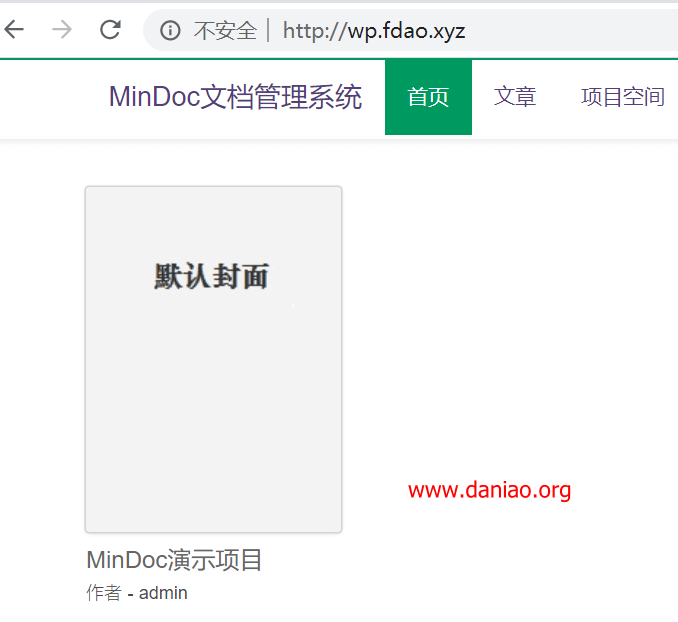 不安全 http://wp.fdao.xyz
MinDoc文档管理系统 首页 文章 项目空间
默认封面
www.daniao.org
MinDoc演示项目
作者 - admin